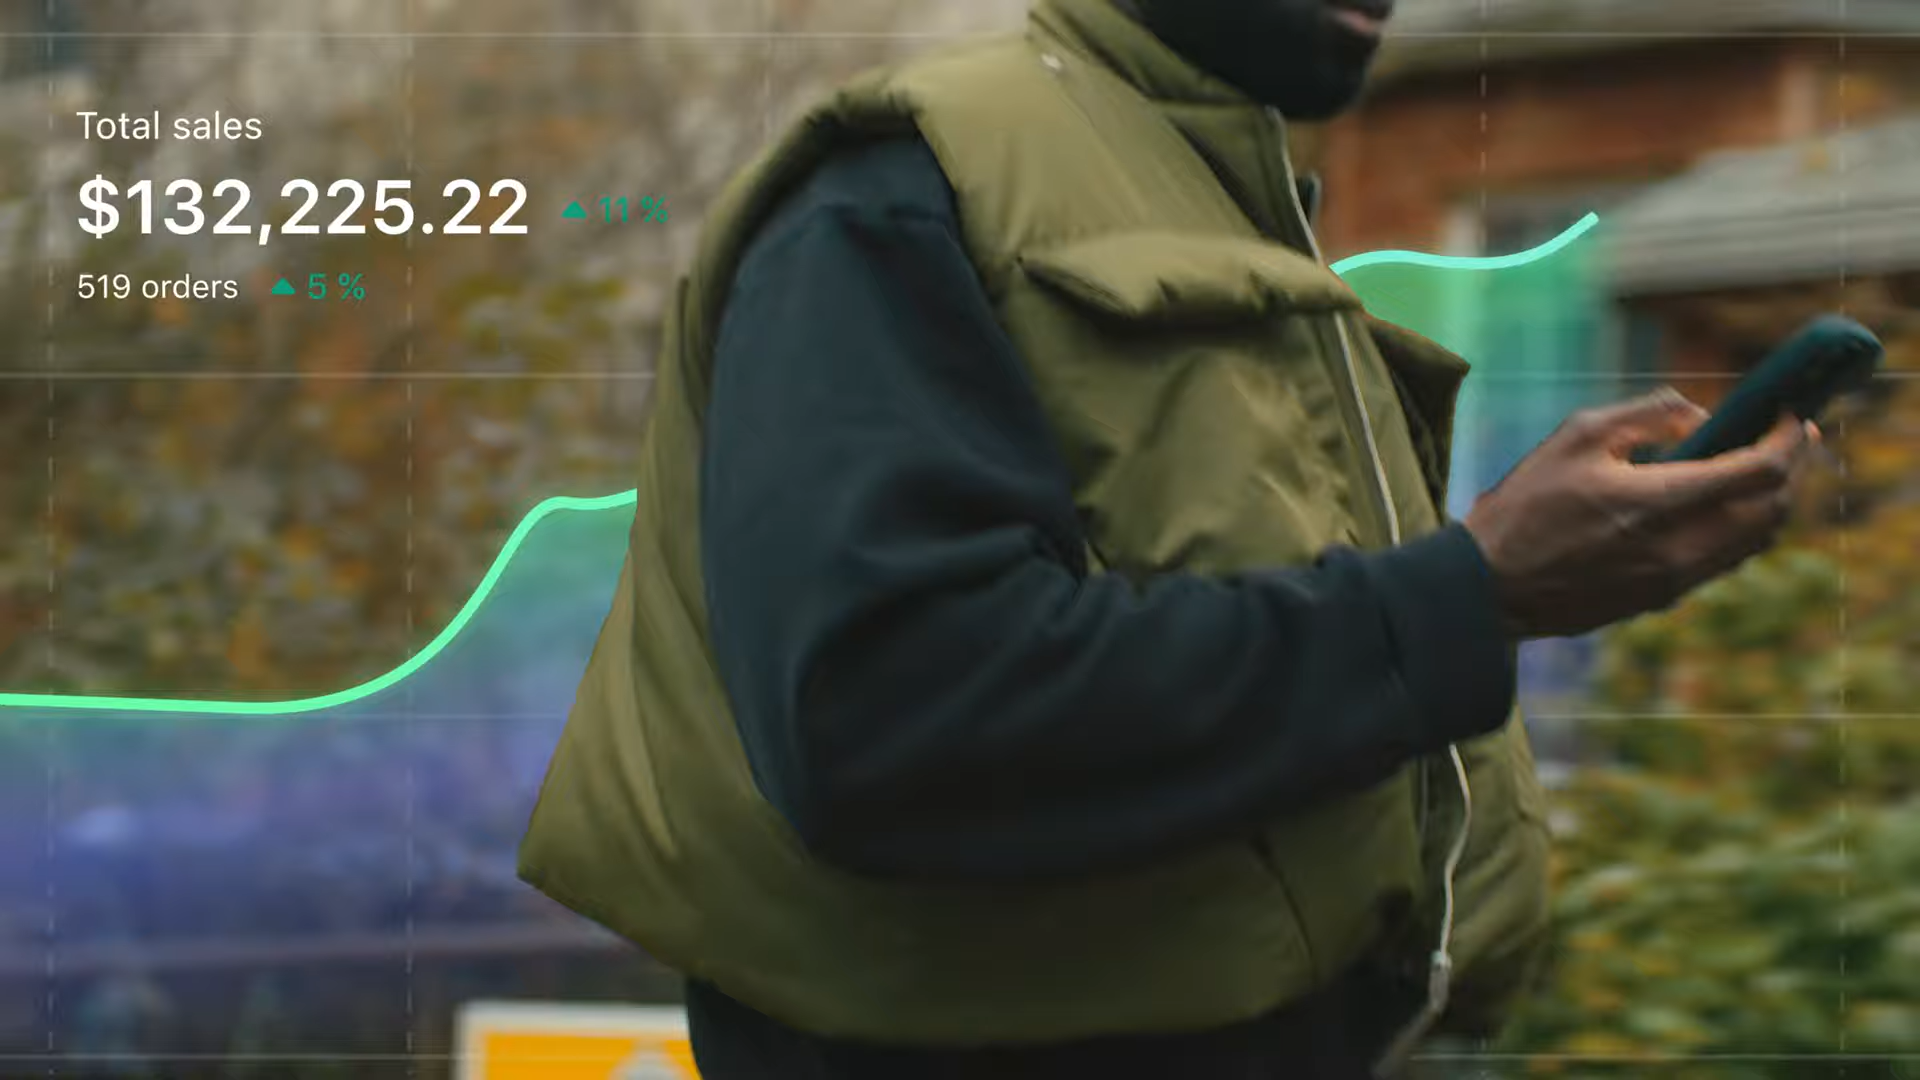 Total sales
$132,225.22 ▲ 11 %
519 orders ▲ 5 %